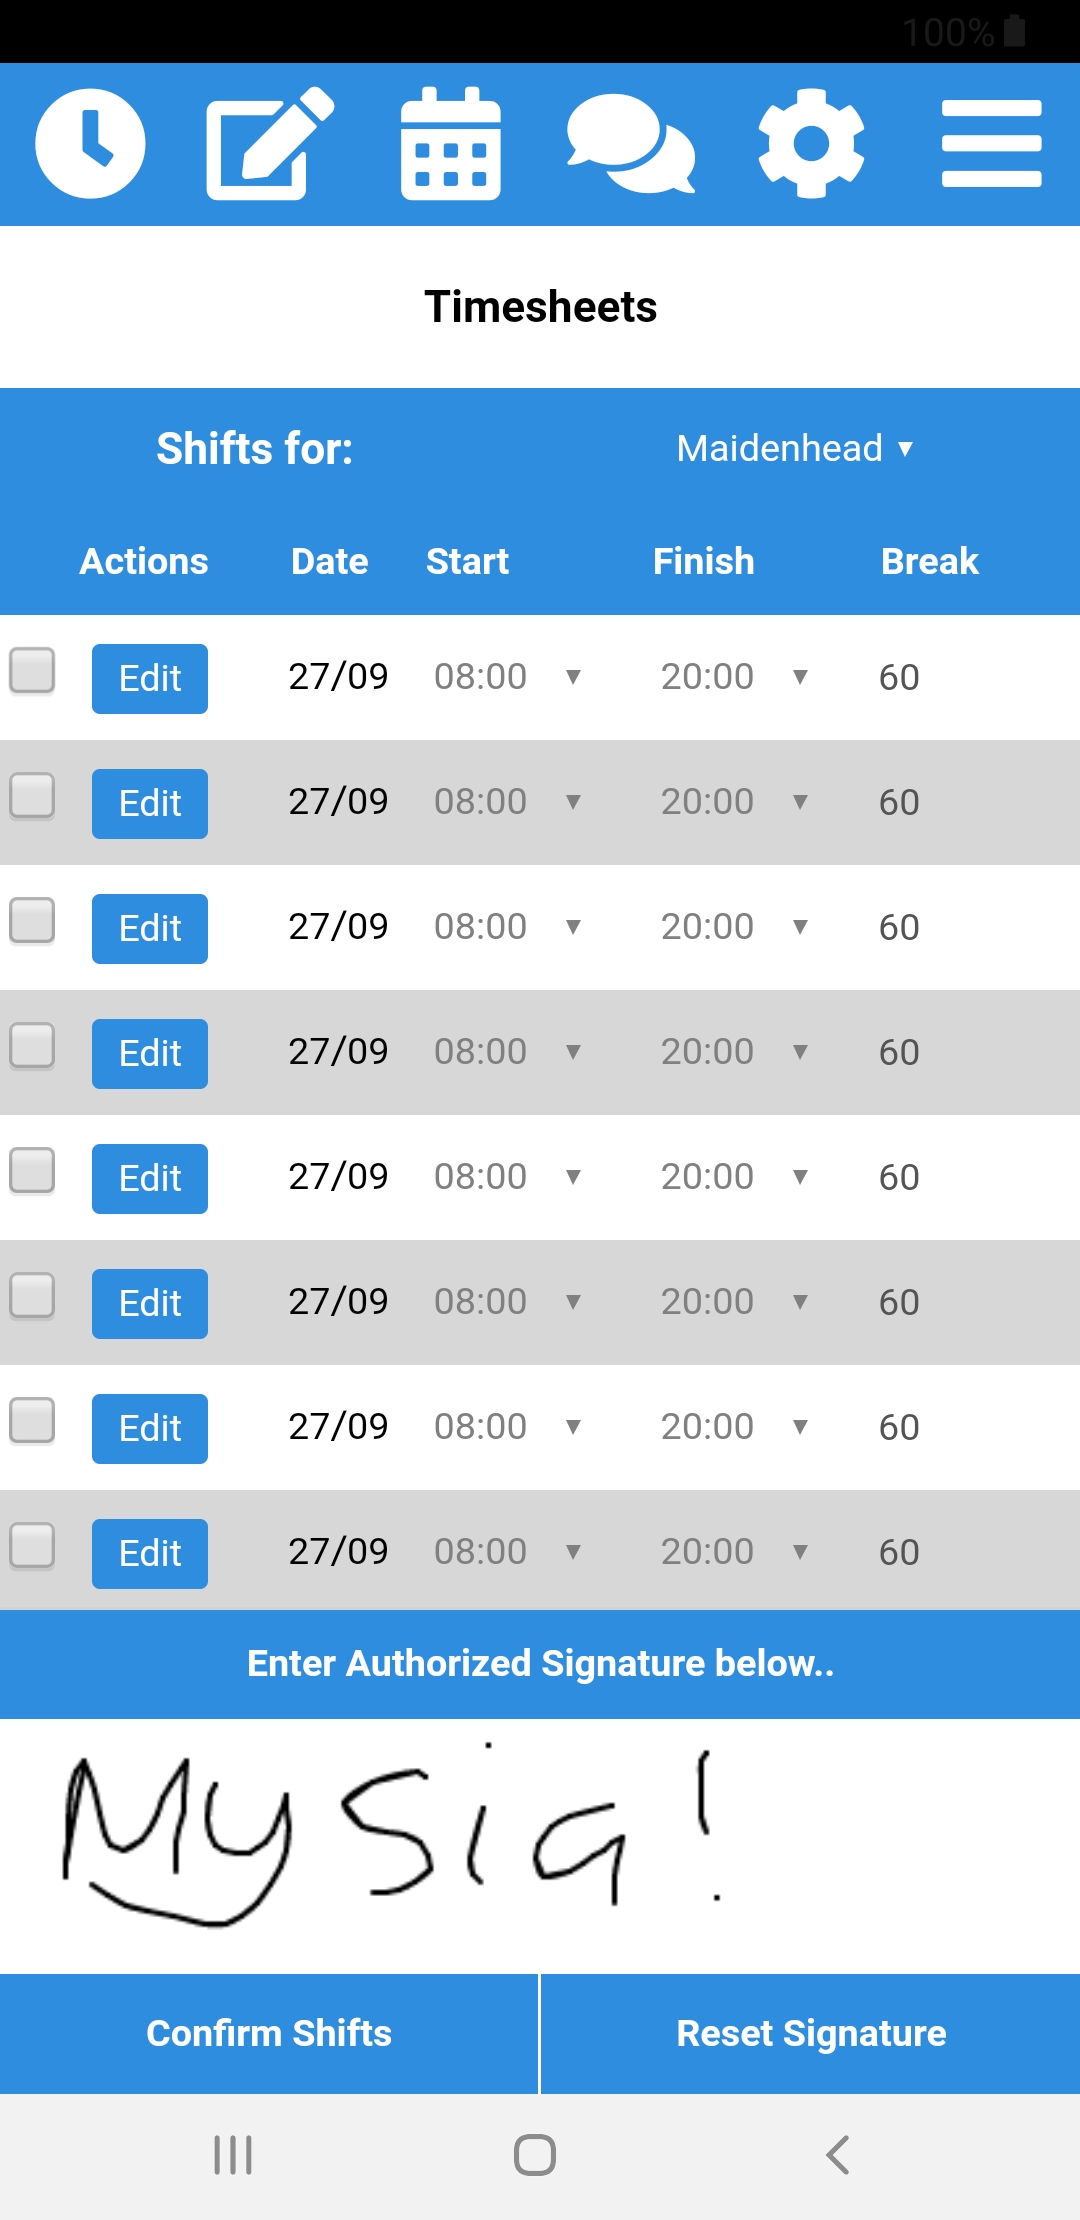 100%
Timesheets
Shifts for: Maidenhead ▼
Actions Date Start Finish Break
Edit 27/09 08:00 ▼ 20:00 ▼ 60
Edit 27/09 08:00 ▼ 20:00 ▼ 60
Edit 27/09 08:00 ▼ 20:00 ▼ 60
Edit 27/09 08:00 ▼ 20:00 ▼ 60
Edit 27/09 08:00 ▼ 20:00 ▼ 60
Edit 27/09 08:00 ▼ 20:00 ▼ 60
Edit 27/09 08:00 ▼ 20:00 ▼ 60
Edit 27/09 08:00 ▼ 20:00 ▼ 60
Enter Authorized Signature below..
My Sig !
Confirm Shifts Reset Signature